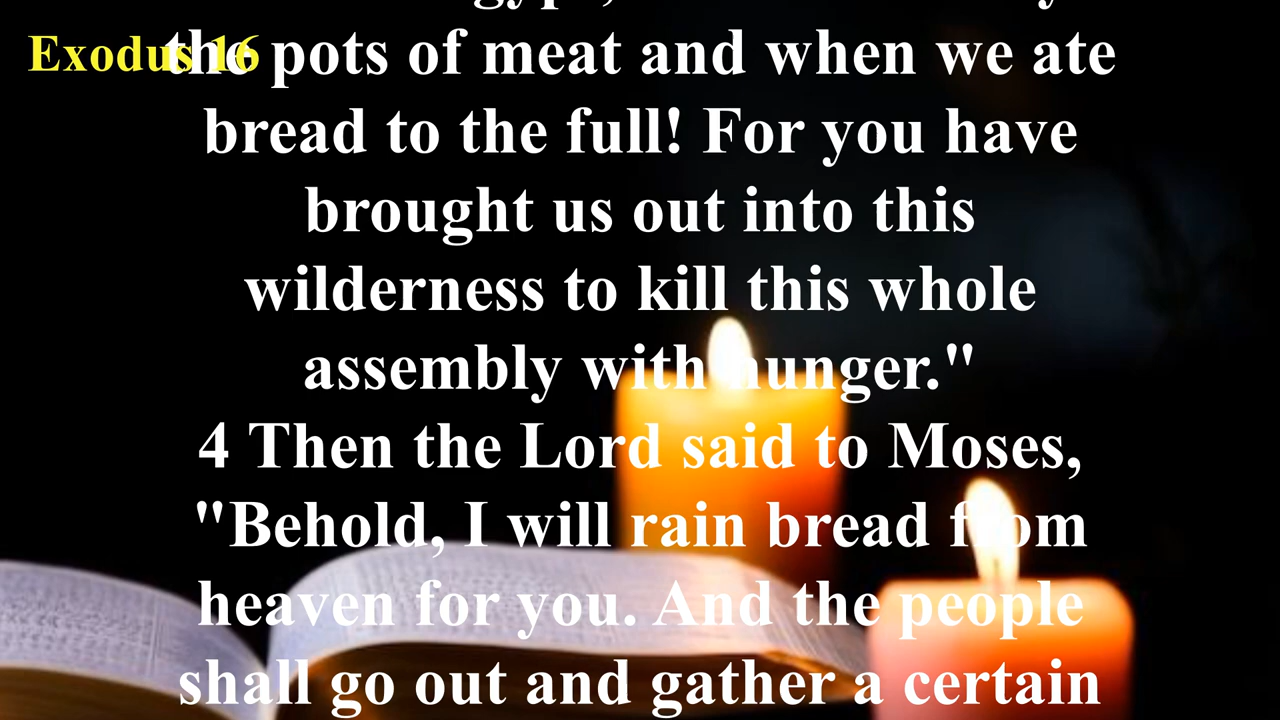 Exodus 16
the pots of meat and when we ate
bread to the full! For you have
brought us out into this
wilderness to kill this whole
assembly with hunger."
4 Then the Lord said to Moses,
"Behold, I will rain bread from
heaven for you. And the people
shall go out and gather a certain